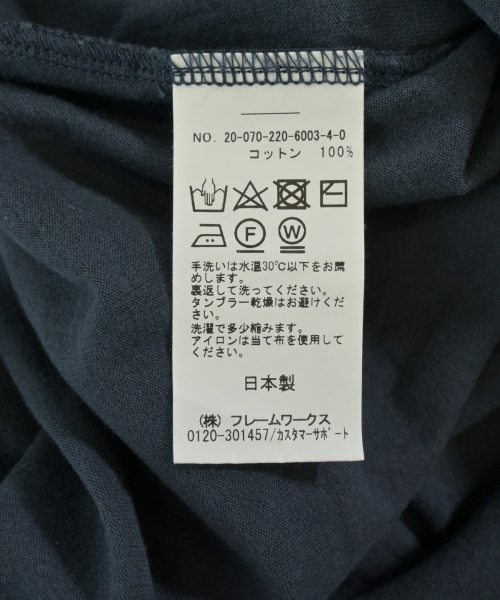 NO. 20-070-220-6003-4-0
コットン 100%
F W
手洗いは水温30℃以下をお薦
めします。
裏返して洗ってください。
タンブラー乾燥はお避けくだ
さい。
洗濯で多少縮みます。
アイロンは当て布を使用して
ください。
日本製
(株) フレームワークス
0120-301457/カスタマーサポート